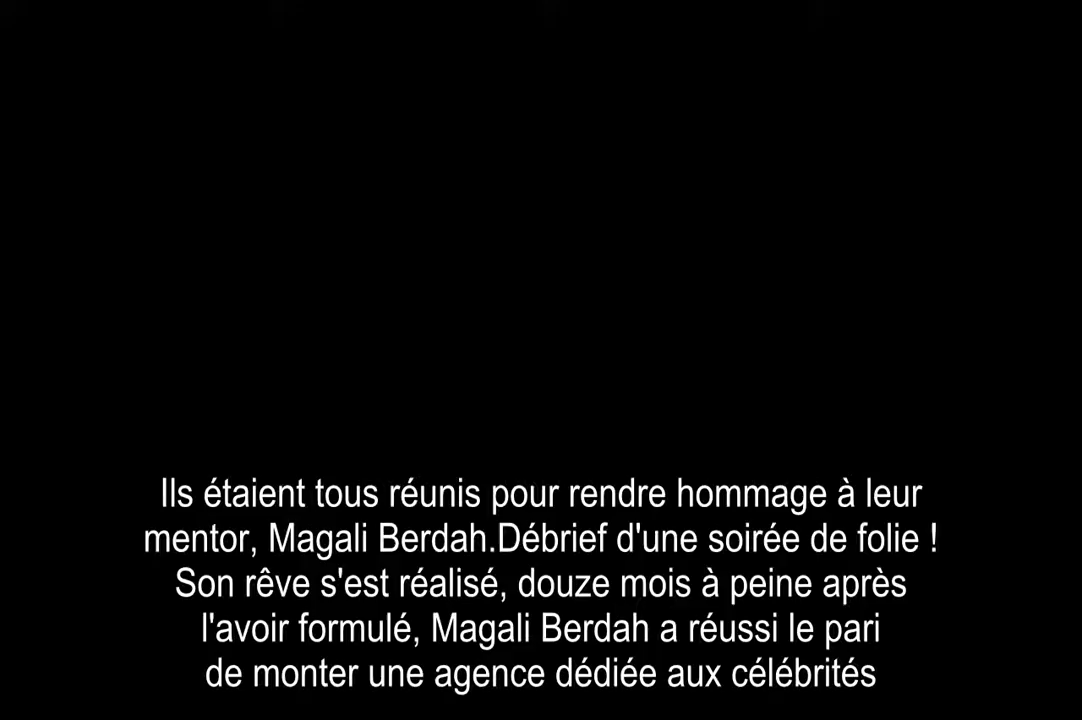 Ils étaient tous réunis pour rendre hommage à leur
mentor, Magali Berdah.Débrief d'une soirée de folie !
Son rêve s'est réalisé, douze mois à peine après
l'avoir formulé, Magali Berdah a réussi le pari
de monter une agence dédiée aux célébrités